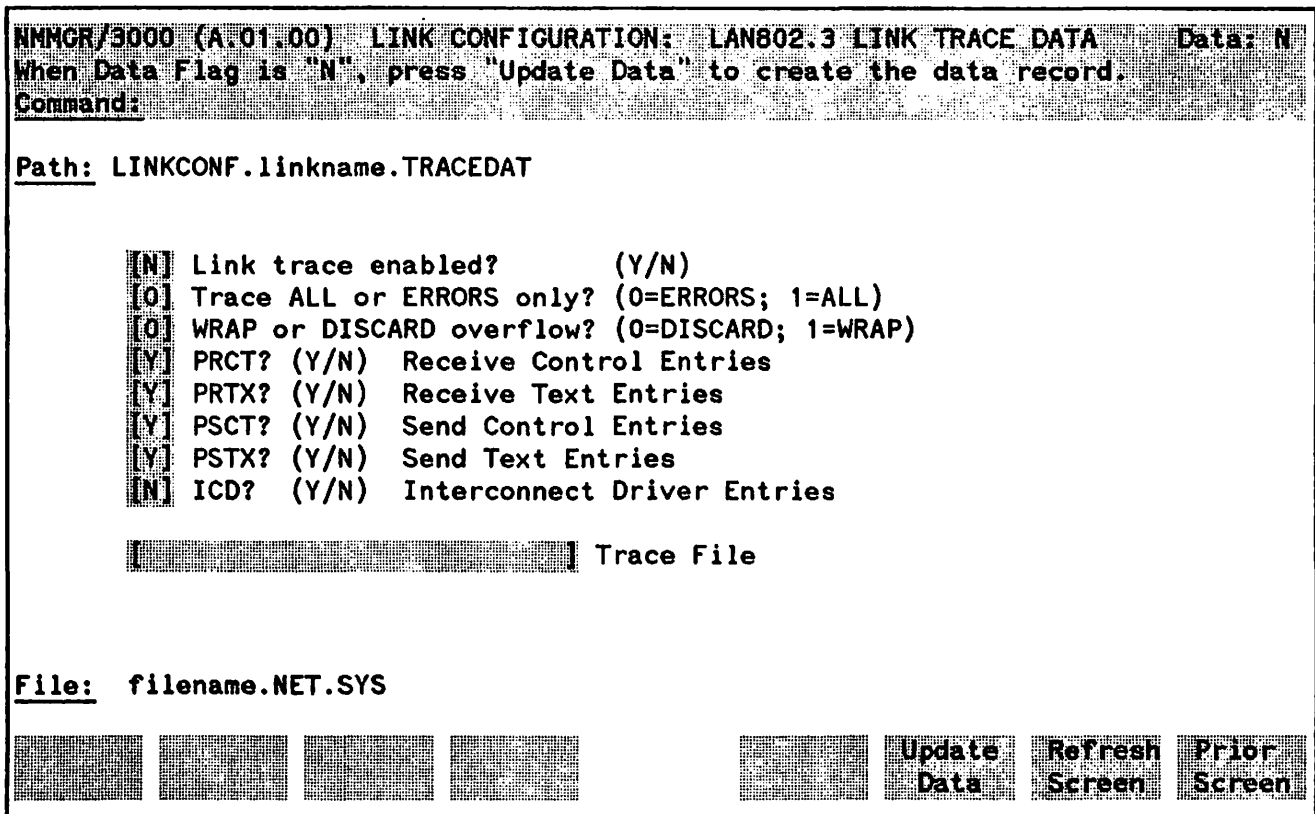 NMMGR/3000 (A.01.00) LINK CONFIGURATION: LAN802.3 LINK TRACE DATA Data: N
When Data Flag is "N", press "Update Data" to create the data record.
Command:
Path: LINKCONF.linkname.TRACEDAT
[N] Link trace enabled? (Y/N)
[0] Trace ALL or ERRORS only? (0=ERRORS; 1=ALL)
[0] WRAP or DISCARD overflow? (0=DISCARD; 1=WRAP)
[Y] PRCT? (Y/N) Receive Control Entries
[Y] PRTX? (Y/N) Receive Text Entries
[Y] PSCT? (Y/N) Send Control Entries
[Y] PSTX? (Y/N) Send Text Entries
[N] ICD? (Y/N) Interconnect Driver Entries
[ ] Trace File
File: filename.NET.SYS
Update Refresh Prior
Data Screen Screen